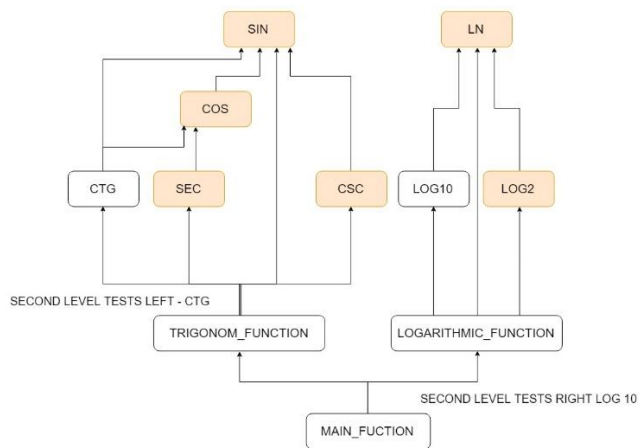 SIN
LN
COS
CTG
SEC
CSC
LOG10
LOG2
SECOND LEVEL TESTS LEFT - CTG
TRIGONOM_FUNCTION
LOGARITHMIC_FUNCTION
SECOND LEVEL TESTS RIGHT LOG 10
MAIN_FUCTION